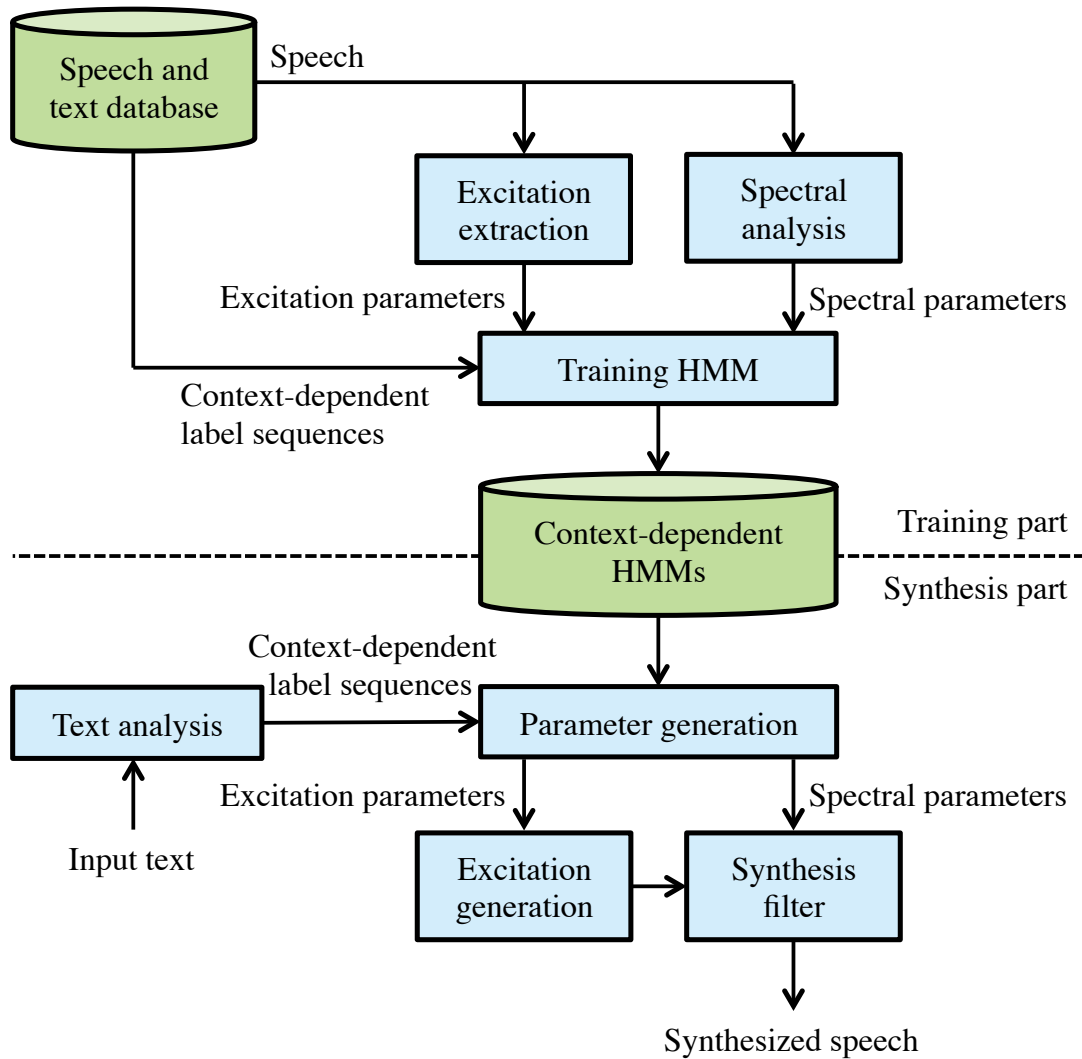 Speech and
text database
Speech
Excitation
extraction
Spectral
analysis
Excitation parameters
Spectral parameters
Training HMM
Context-dependent
label sequences
Context-dependent
HMMs
Training part
Synthesis part
Context-dependent
label sequences
Text analysis
Parameter generation
Input text
Excitation parameters
Spectral parameters
Excitation
generation
Synthesis
filter
Synthesized speech